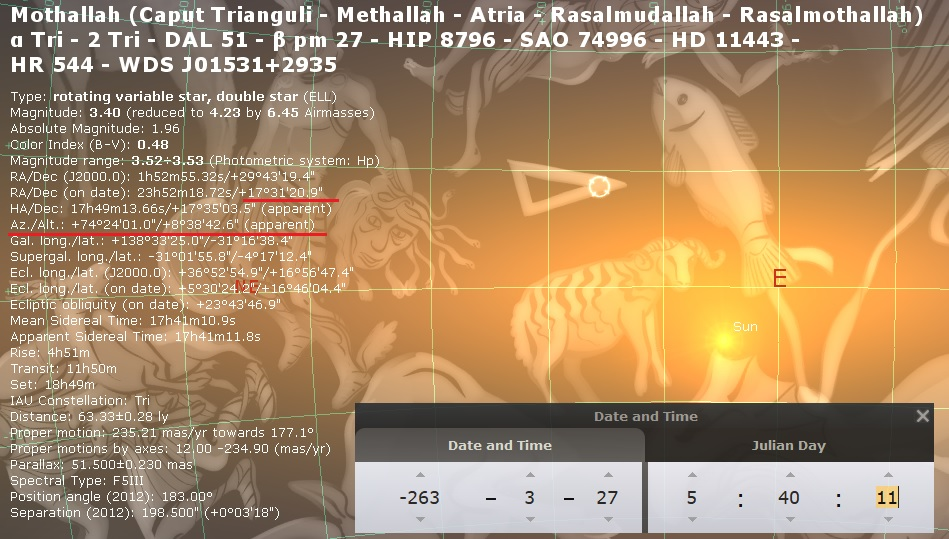 Mothallah (Caput Trianguli - Methallah - Atria - Rasalmudallah - Rasalmothallah)
α Tri - 2 Tri - DAL 51 - β pm 27 - HIP 8796 - SAO 74996 - HD 11443 -
HR 544 - WDS J01531+2935
Type: rotating variable star, double star (ELL)
Magnitude: 3.40 (reduced to 4.23 by 6.45 Airmasses)
Absolute Magnitude: 1.96
Color Index (B-V): 0.48
Magnitude range: 3.52÷3.53 (Photometric system: Hp)
RA/Dec (J2000.0): 1h52m55.32s/+29°43'19.4"
RA/Dec (on date): 23h52m18.72s/+17°31'20.9"
HA/Dec: 17h49m13.66s/+17°35'03.5" (apparent)
Az./Alt.: +74°24'01.0"/+8°38'42.6" (apparent)
Gal. long./lat.: +138°33'25.0"/-31°16'38.4"
Supergal. long./lat.: -31°01'55.8"/-4°17'12.4"
Ecl. long./lat. (J2000.0): +36°52'54.9"/+16°56'47.4"
Ecl. long./lat. (on date): +5°30'24.2"/+16°46'04.4"
Ecliptic obliquity (on date): +23°43'46.9"
Mean Sidereal Time: 17h41m10.9s
Apparent Sidereal Time: 17h41m11.8s
Rise: 4h51m
Transit: 11h50m
Set: 18h49m
IAU Constellation: Tri
Distance: 63.33±0.28 ly
Proper motion: 235.21 mas/yr towards 177.1°
Proper motions by axes: 12.00 -234.90 (mas/yr)
Parallax: 51.500±0.230 mas
Spectral Type: F5III
Position angle (2012): 183.00°
Separation (2012): 198.500" (+0°03'18")
E
Sun
Date and Time
Date and Time Julian Day
-263 – 3 – 27 5 : 40 : 11